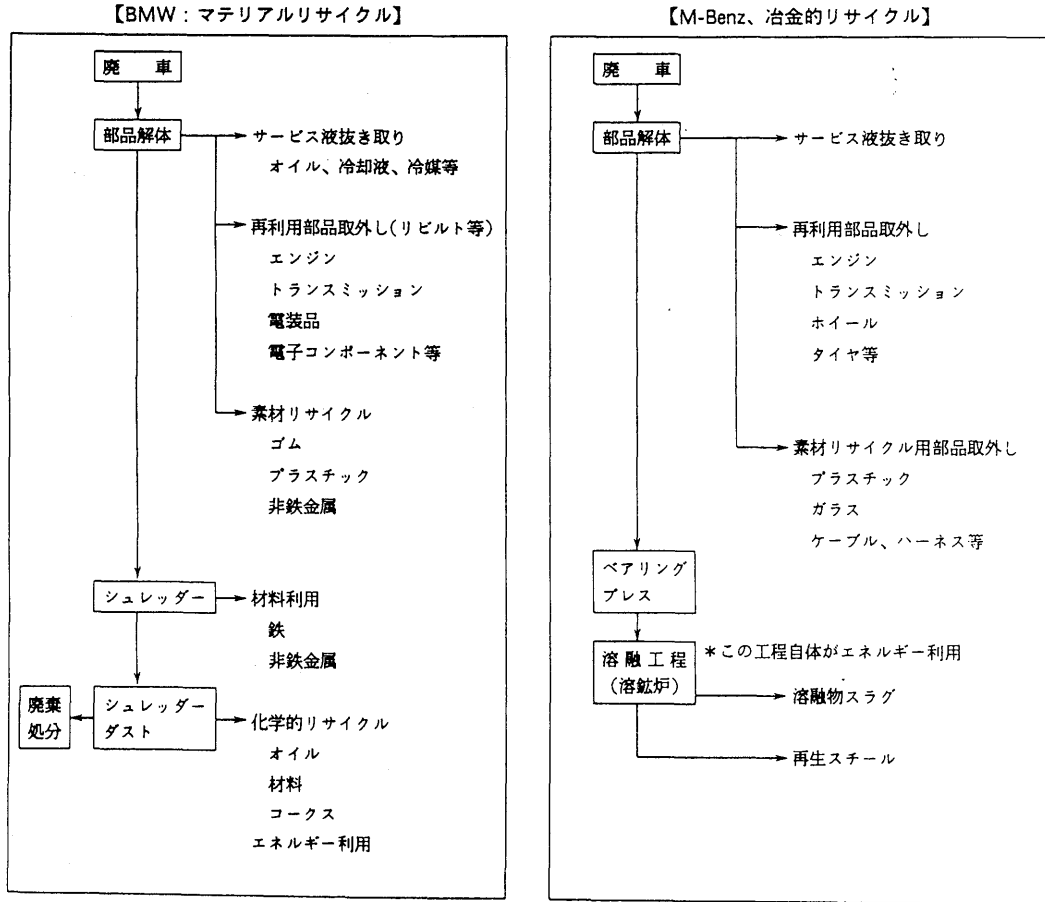 【BMW：マテリアルリサイクル】
廃 車
部品解体
サービス液抜き取り
オイル、冷却液、冷媒等
再利用部品取外し(リビルト等)
エンジン
トランスミッション
電装品
電子コンポーネント等
素材リサイクル
ゴム
プラスチック
非鉄金属
シュレッダー
材料利用
鉄
非鉄金属
シュレッダー
ダスト
廃棄
処分
化学的リサイクル
オイル
材料
コークス
エネルギー利用
【M-Benz、冶金的リサイクル】
廃 車
部品解体
サービス液抜き取り
再利用部品取外し
エンジン
トランスミッション
ホイール
タイヤ等
素材リサイクル用部品取外し
プラスチック
ガラス
ケーブル、ハーネス等
ベアリング
プレス
溶融工程
(溶鉱炉)
＊この工程自体がエネルギー利用
溶融物スラグ
再生スチール